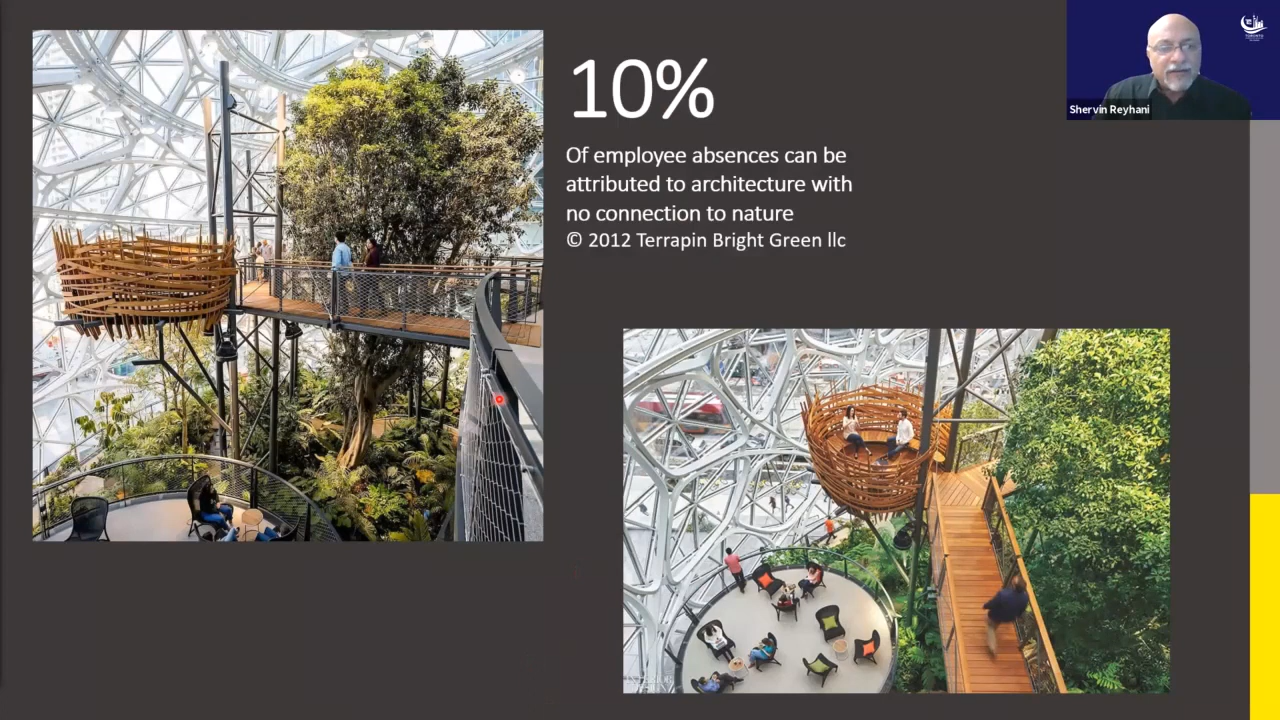 10%
Of employee absences can be
attributed to architecture with
no connection to nature
© 2012 Terrapin Bright Green llc
Shervin Reyhani